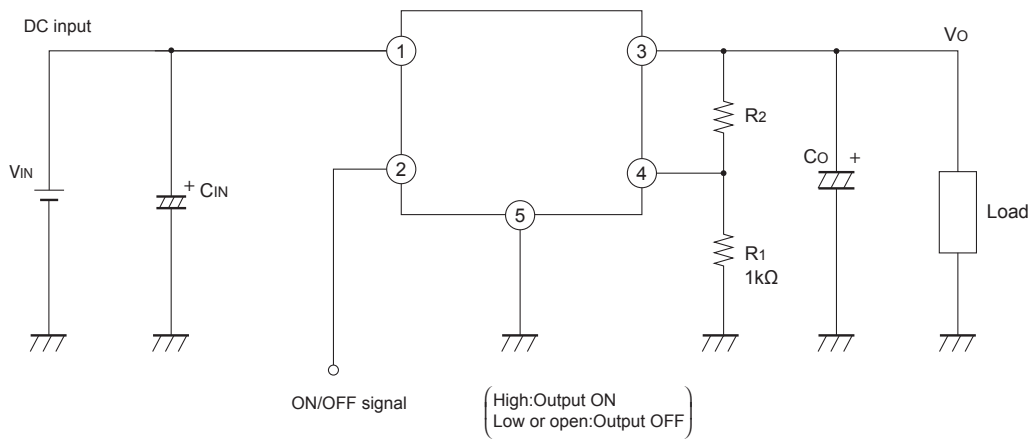 DC input
1
3
VO
R2
2
4
CO
+
VIN
+
CIN
5
Load
R1
1kΩ
ON/OFF signal
High:Output ON
Low or open:Output OFF